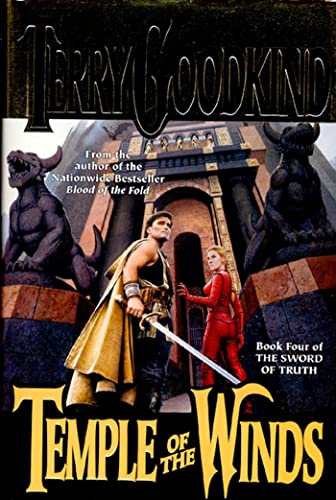 TERRY GOODKIND
From the
author of the
Nationwide Bestseller
Blood of the Fold
Book Four of
THE SWORD
OF TRUTH
TEMPLE OF THE WINDS